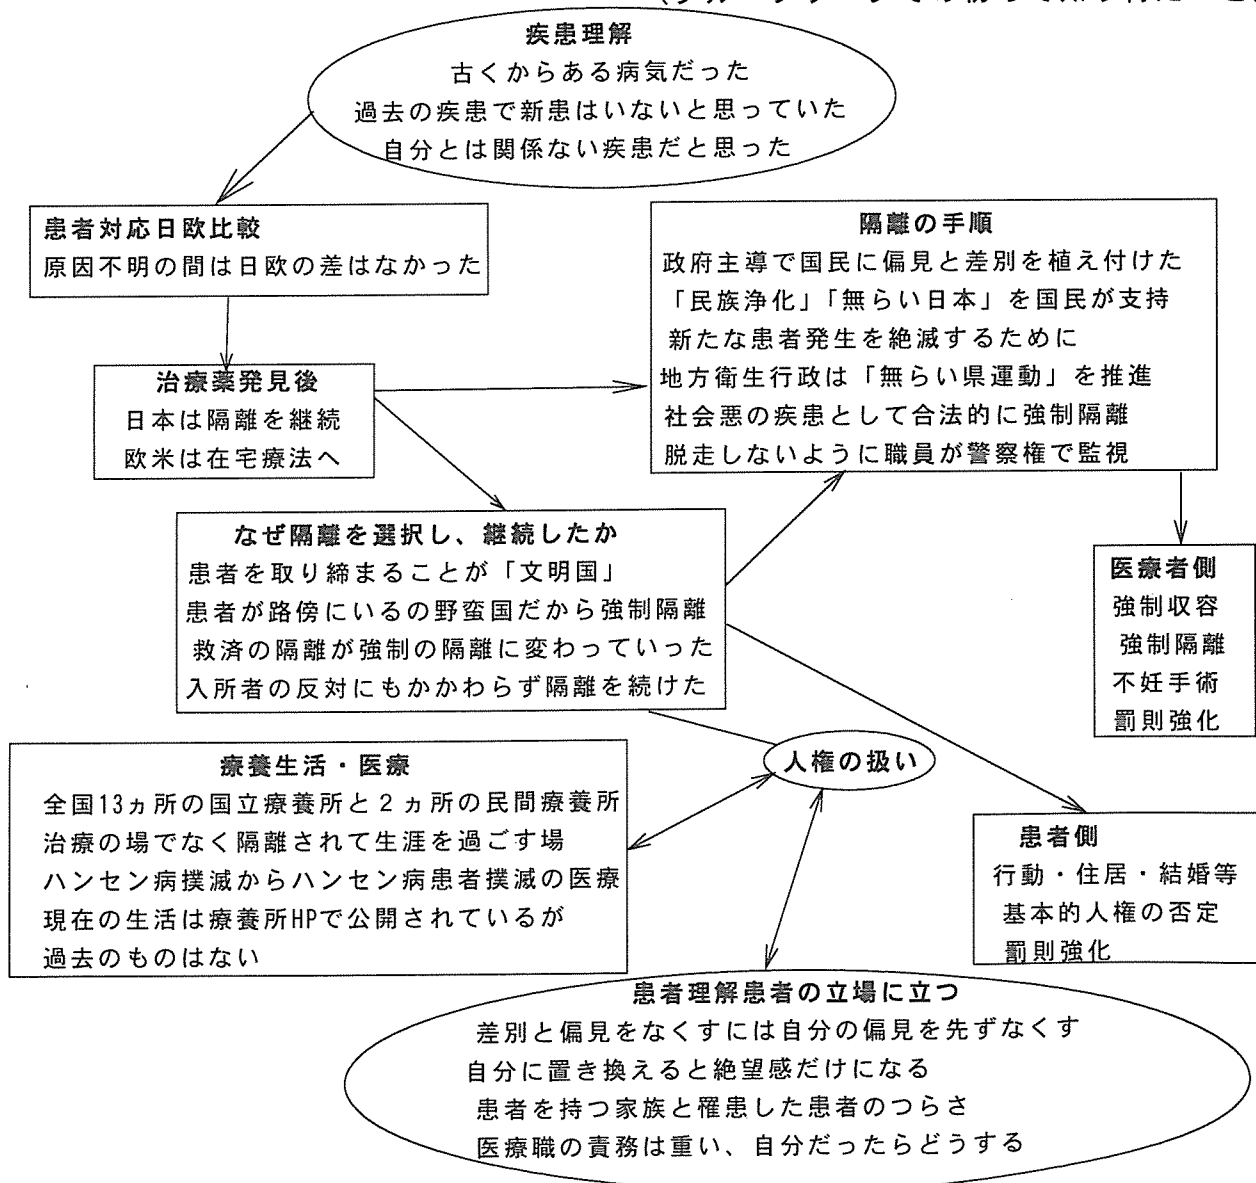 疾患理解
古くからある病気だった
過去の疾患で新患はいないと思っていた
自分とは関係ない疾患だと思った
患者対応日欧比較
原因不明の間は日欧の差はなかった
隔離の手順
政府主導で国民に偏見と差別を植え付けた
「民族浄化」「無らい日本」を国民が支持
新たな患者発生を絶滅するために
地方衛生行政は「無らい県運動」を推進
社会悪の疾患として合法的に強制隔離
脱走しないように職員が警察権で監視
治療薬発見後
日本は隔離を継続
欧米は在宅療法へ
なぜ隔離を選択し、継続したか
患者を取り締まることが「文明国」
患者が路傍にいるの野蛮国だから強制隔離
救済の隔離が強制の隔離に変わっていった
入所者の反対にもかかわらず隔離を続けた
医療者側
強制収容
強制隔離
不妊手術
罰則強化
人権の扱い
療養生活・医療
全国13ヵ所の国立療養所と2ヵ所の民間療養所
治療の場でなく隔離されて生涯を過ごす場
ハンセン病撲滅からハンセン病患者撲滅の医療
現在の生活は療養所HPで公開されているが
過去のものはない
患者側
行動・住居・結婚等
基本的人権の否定
罰則強化
患者理解患者の立場に立つ
差別と偏見をなくすには自分の偏見を先ずなくす
自分に置き換えると絶望感だけになる
患者を持つ家族と罹患した患者のつらさ
医療職の責務は重い、自分だったらどうする